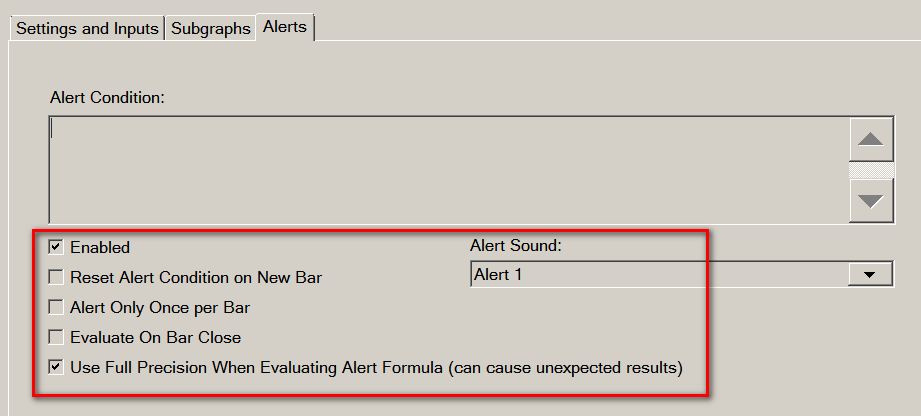 Settings and Inputs Subgraphs Alerts
Alert Condition:
Enabled
Alert Sound:
Reset Alert Condition on New Bar
Alert 1
Alert Only Once per Bar
Evaluate On Bar Close
Use Full Precision When Evaluating Alert Formula (can cause unexpected results)